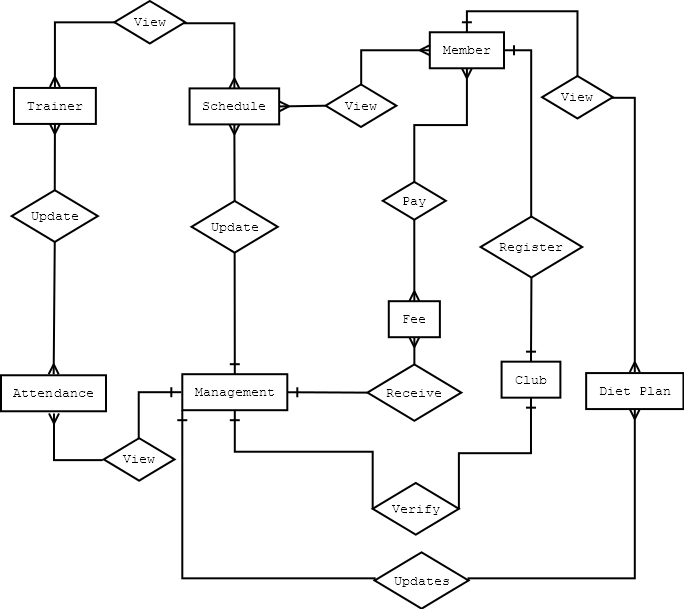 View
Member
Trainer
Schedule
View
View
Update
Update
Pay
Register
Fee
Attendance
Management
Receive
Club
Diet Plan
View
Verify
Updates